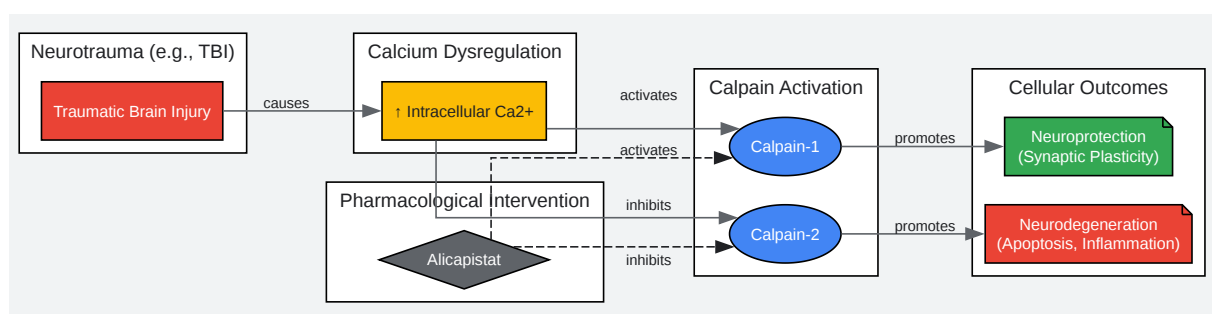 Neurotrauma (e.g., TBI)
Traumatic Brain Injury
causes
Calcium Dysregulation
↑ Intracellular Ca2+
Pharmacological Intervention
Alicapistat
activates
activates
inhibits
inhibits
Calpain Activation
Calpain-1
Calpain-2
promotes
promotes
Cellular Outcomes
Neuroprotection
(Synaptic Plasticity)
Neurodegeneration
(Apoptosis, Inflammation)